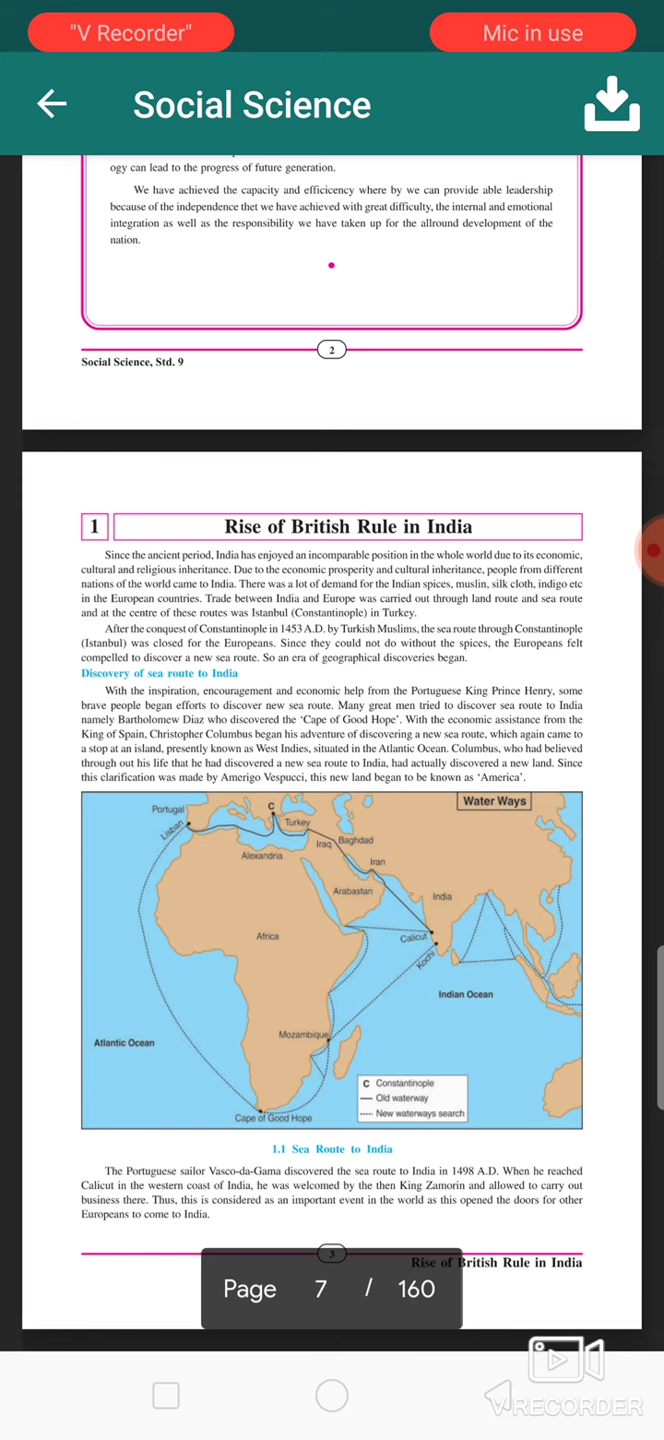 "V Recorder"
Mic in use
Social Science
ogy can lead to the progress of future generation.
We have achieved the capacity and efficicency where by we can provide able leadership
because of the independence thet we have achieved with great difficulty, the internal and emotional
integration as well as the responsibility we have taken up for the allround development of the
nation.
2
Social Science, Std. 9
1
Rise of British Rule in India
Since the ancient period, India has enjoyed an incomparable position in the whole world due to its economic,
cultural and religious inheritance. Due to the economic prosperity and cultural inheritance, people from different
nations of the world came to India. There was a lot of demand for the Indian spices, muslin, silk cloth, indigo etc
in the European countries. Trade between India and Europe was carried out through land route and sea route
and at the centre of these routes was Istanbul (Constantinople) in Turkey.
After the conquest of Constantinople in 1453 A.D. by Turkish Muslims, the sea route through Constantinople
(Istanbul) was closed for the Europeans. Since they could not do without the spices, the Europeans felt
compelled to discover a new sea route. So an era of geographical discoveries began.
Discovery of sea route to India
With the inspiration, encouragement and economic help from the Portuguese King Prince Henry, some
brave people began efforts to discover new sea route. Many great men tried to discover sea route to India
namely Bartholomew Diaz who discovered the 'Cape of Good Hope'. With the economic assistance from the
King of Spain, Christopher Columbus began his adventure of discovering a new sea route, which again came to
a stop at an island, presently known as West Indies, situated in the Atlantic Ocean. Columbus, who had believed
through out his life that he had discovered a new sea route to India, had actually discovered a new land. Since
this clarification was made by Amerigo Vespucci, this new land began to be known as 'America'.
Water Ways
Portugal
C
Lisban
Turkey
Iraq
Baghdad
Alexandria
Iran
Arabastan
India
Africa
Calicut
Kochi
Indian Ocean
Mozambique
Atlantic Ocean
C Constantinople
Old waterway
New waterways search
Cape of Good Hope
1.1 Sea Route to India
The Portuguese sailor Vasco-da-Gama discovered the sea route to India in 1498 A.D. When he reached
Calicut in the western coast of India, he was welcomed by the then King Zamorin and allowed to carry out
business there. Thus, this is considered as an important event in the world as this opened the doors for other
Europeans to come to India.
3
Rise of British Rule in India
Page 7 / 160
VRECORDER